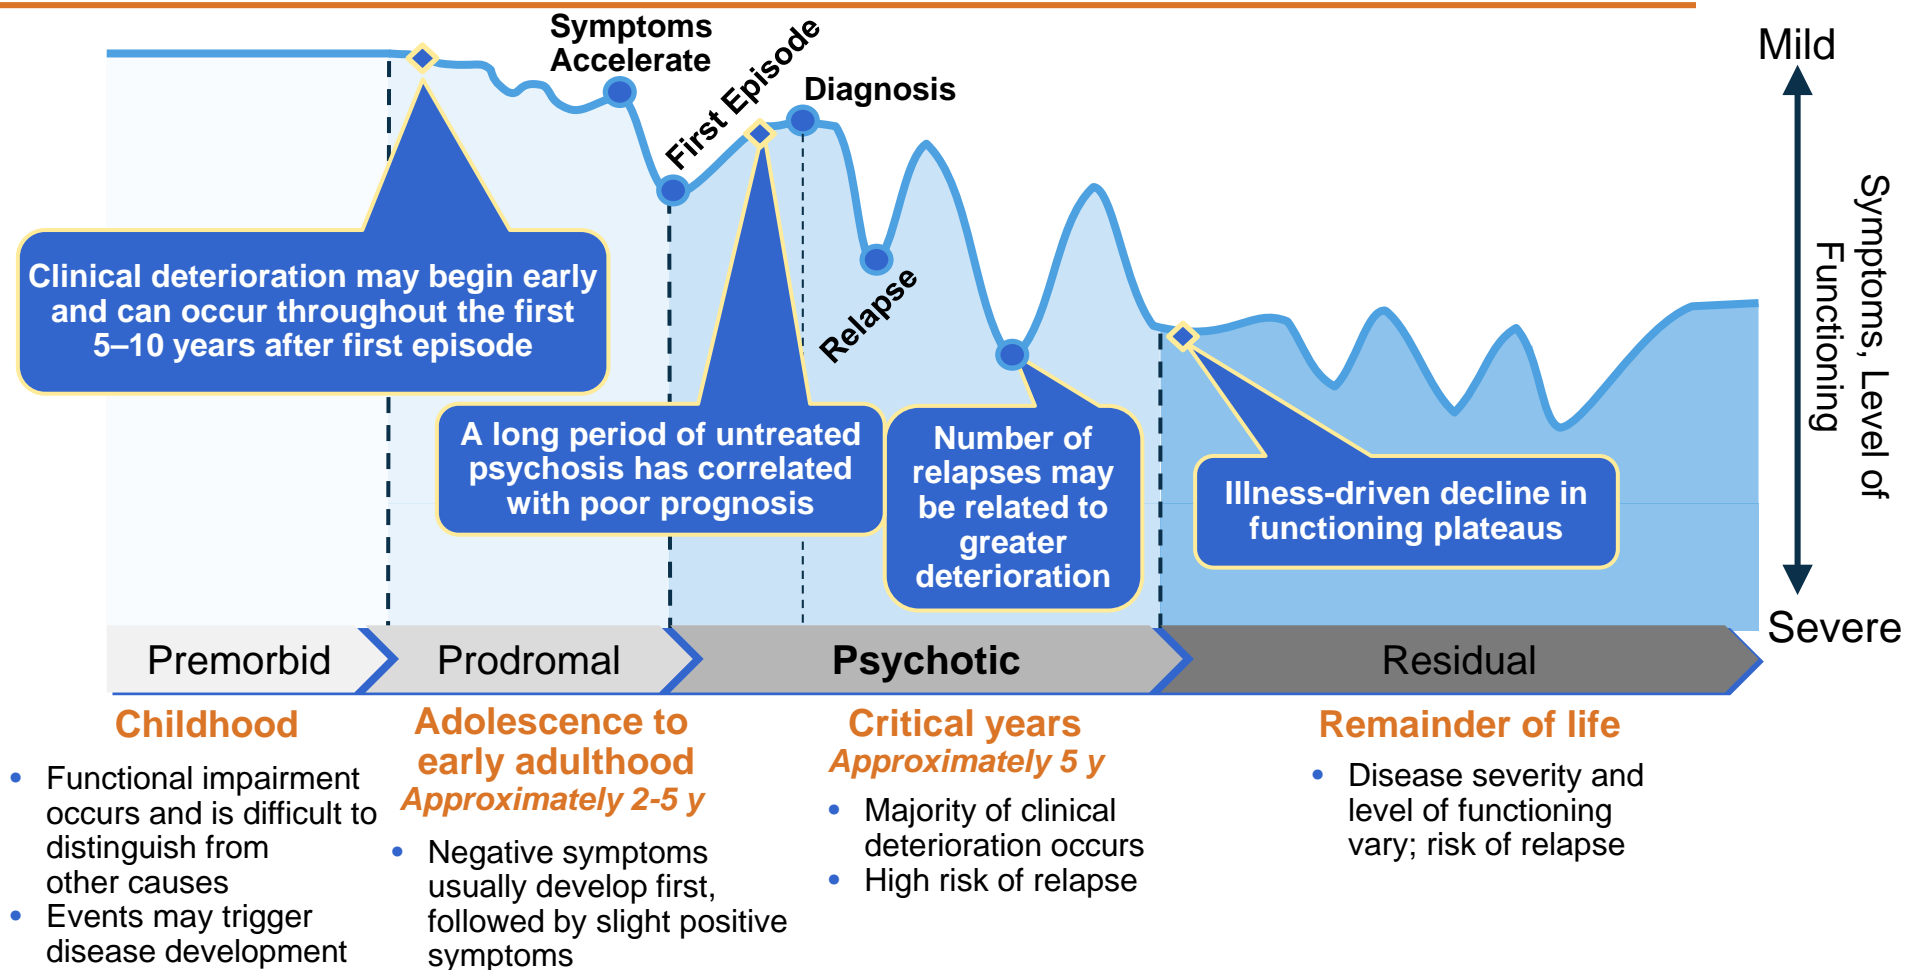 Symptoms
Accelerate
First Episode
Diagnosis
Relapse
Mild
Symptoms, Level of
Functioning
Severe
Clinical deterioration may begin early
and can occur throughout the first
5–10 years after first episode
A long period of untreated
psychosis has correlated
with poor prognosis
Number of
relapses may
be related to
greater
deterioration
Illness-driven decline in
functioning plateaus
Premorbid
Prodromal
Psychotic
Residual
Childhood
• Functional impairment
occurs and is difficult to
distinguish from
other causes
• Events may trigger
disease development
Adolescence to
early adulthood
Approximately 2-5 y
• Negative symptoms
usually develop first,
followed by slight positive
symptoms
Critical years
Approximately 5 y
• Majority of clinical
deterioration occurs
• High risk of relapse
Remainder of life
• Disease severity and
level of functioning
vary; risk of relapse